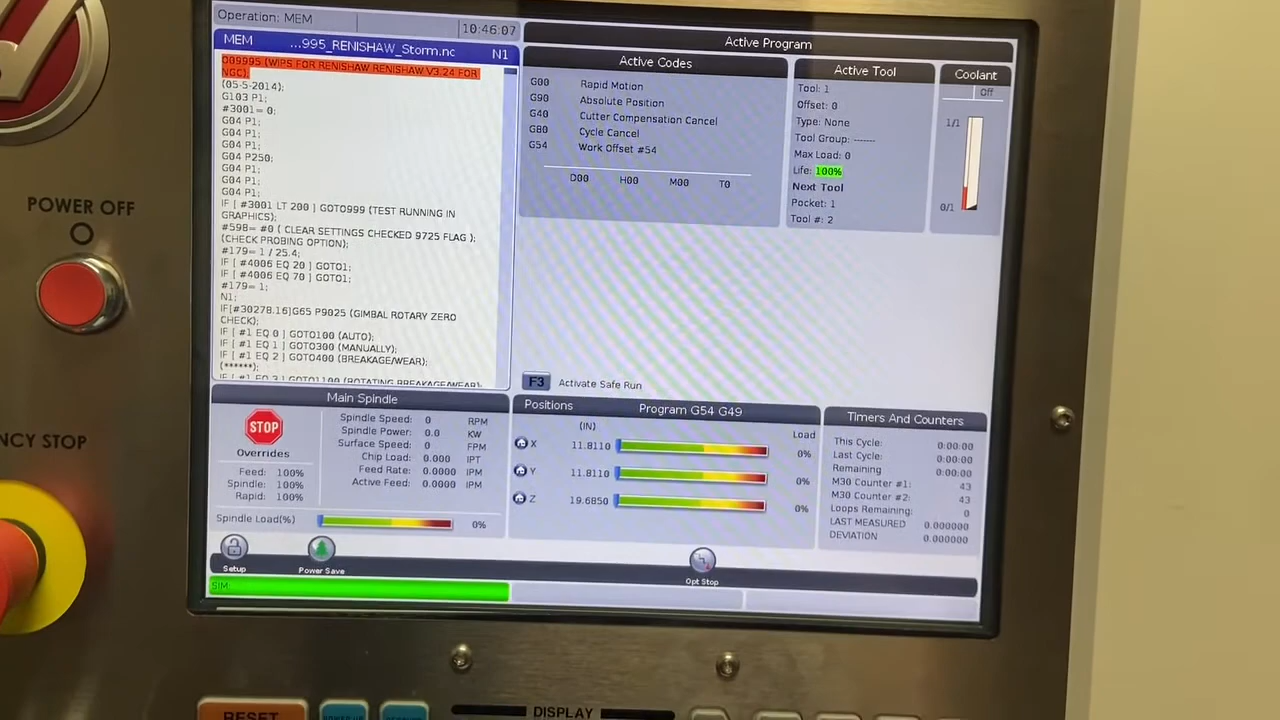 Operation: MEM
10:46:07
MEM ...995_RENISHAW_Storm.nc N1
O09995 (WIPS FOR RENISHAW RENISHAW V3.24 FOR
NGC);
(05-5-2014);
G103 P1;
#3001= 0;
G04 P1;
G04 P1;
G04 P1;
G04 P250;
G04 P1;
G04 P1;
G04 P1;
IF [ #3001 LT 200 ] GOTO999 (TEST RUNNING IN
GRAPHICS);
#598= #0 ( CLEAR SETTINGS CHECKED 9725 FLAG );
(CHECK PROBING OPTION);
#179= 1 / 25.4;
IF [ #4006 EQ 20 ] GOTO1;
IF [ #4006 EQ 70 ] GOTO1;
#179= 1;
N1;
IF[#30278.16]G65 P9025 (GIMBAL ROTARY ZERO
CHECK);
IF [ #1 EQ 0 ] GOTO100 (AUTO);
IF [ #1 EQ 1 ] GOTO300 (MANUALLY);
IF [ #1 EQ 2 ] GOTO400 (BREAKAGE/WEAR);
(******);
IF [ #1 EQ 3 ] GOTO1100 (ROTATING BREAKAGE/WEAR);
Active Program
Active Codes
G00 Rapid Motion
G90 Absolute Position
G40 Cutter Compensation Cancel
G80 Cycle Cancel
G54 Work Offset #54
D00 H00 M00 T0
Active Tool
Tool: 1
Offset: 0
Type: None
Tool Group: -------
Max Load: 0
Life: 100%
Next Tool
Pocket: 1
Tool #: 2
Coolant
Off
1/1
0/1
F3 Activate Safe Run
Main Spindle
STOP
Overrides
Feed: 100%
Spindle: 100%
Rapid: 100%
Spindle Speed: 0 RPM
Spindle Power: 0.0 KW
Surface Speed: 0 FPM
Chip Load: 0.000 IPT
Feed Rate: 0.0000 IPM
Active Feed: 0.0000 IPM
Spindle Load(%) 0%
Positions Program G54 G49
(IN) Load
X 11.8110 0%
Y 11.8110 0%
Z 19.6850 0%
Timers And Counters
This Cycle: 0:00:00
Last Cycle: 0:00:00
Remaining 0:00:00
M30 Counter #1: 43
M30 Counter #2: 43
Loops Remaining: 0
LAST MEASURED 0.000000
DEVIATION 0.000000
Setup
Power Save
Opt Stop
SIM:
POWER OFF
NCY STOP
RESET
POWER UP
DISPLAY